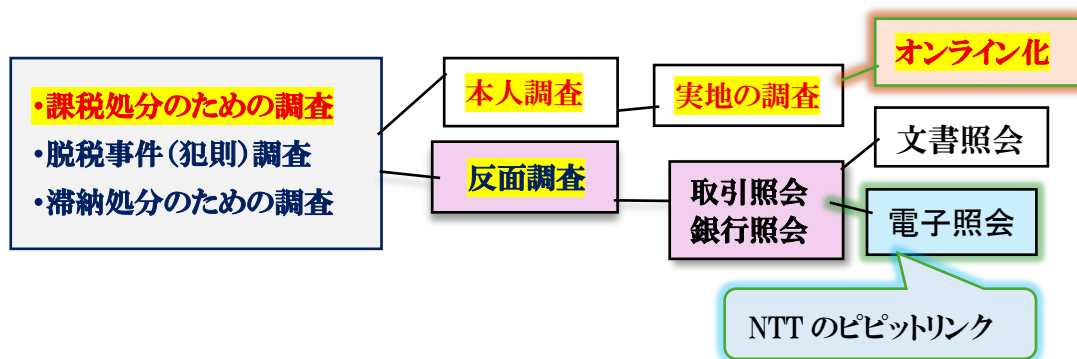 ・課税処分のための調査
・脱税事件(犯則)調査
・滞納処分のための調査
本人調査
実地の調査
オンライン化
反面調査
取引照会
銀行照会
文書照会
電子照会
NTT のピピットリンク